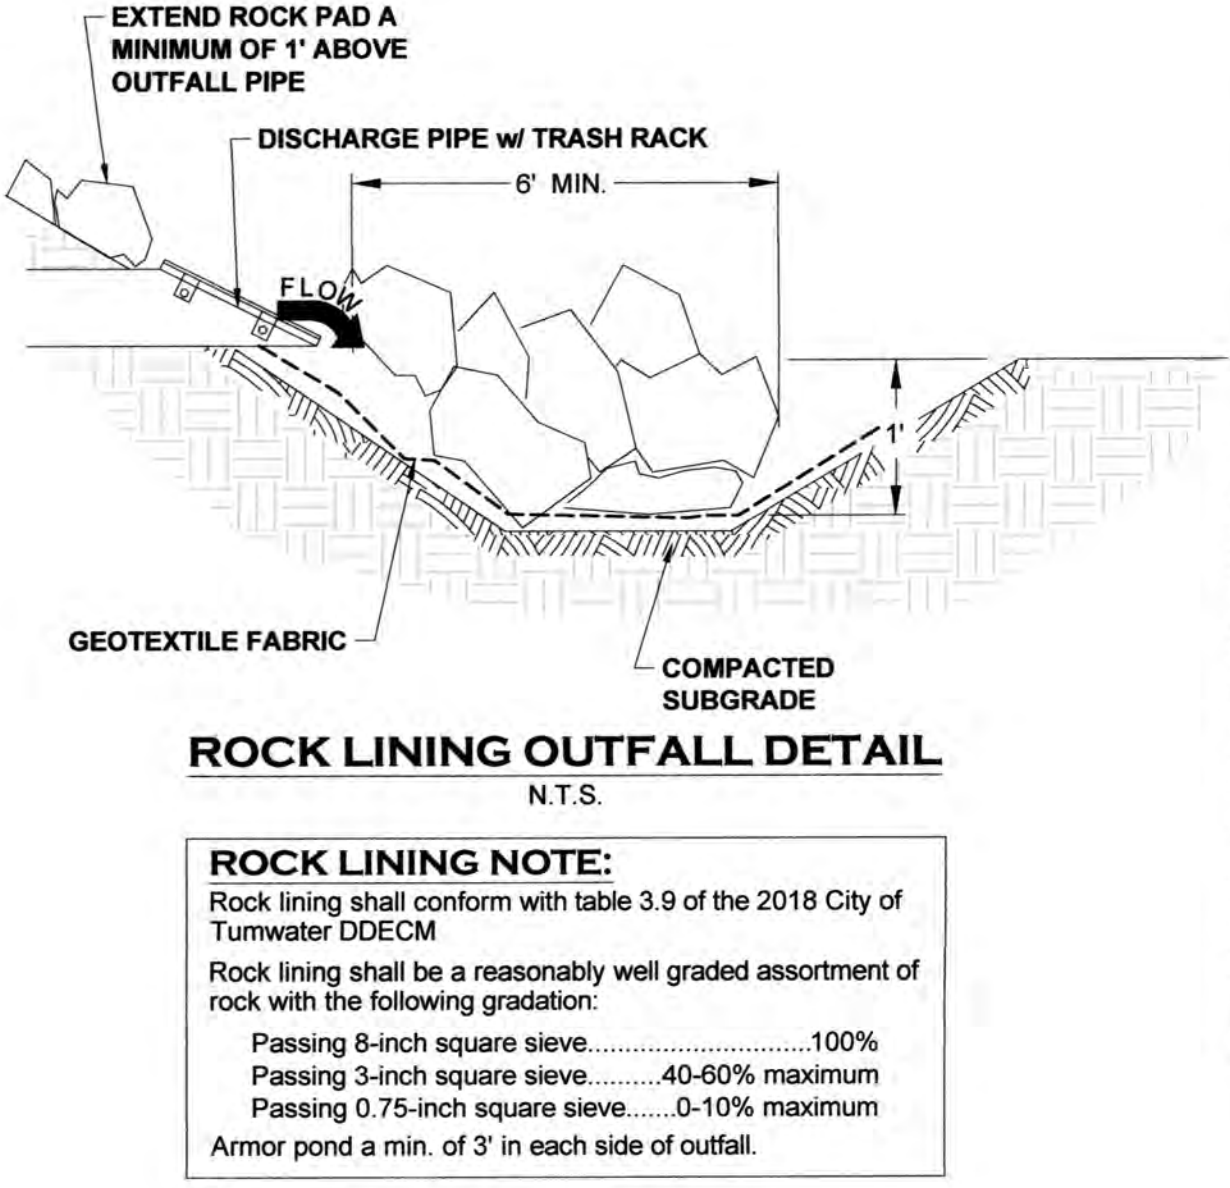 EXTEND ROCK PAD A
MINIMUM OF 1' ABOVE
OUTFALL PIPE
DISCHARGE PIPE w/ TRASH RACK
6' MIN.
FLOW
1'
GEOTEXTILE FABRIC
COMPACTED
SUBGRADE
ROCK LINING OUTFALL DETAIL
N.T.S.
ROCK LINING NOTE:
Rock lining shall conform with table 3.9 of the 2018 City of
Tumwater DDECM
Rock lining shall be a reasonably well graded assortment of
rock with the following gradation:
Passing 8-inch square sieve..............................100%
Passing 3-inch square sieve..........40-60% maximum
Passing 0.75-inch square sieve.......0-10% maximum
Armor pond a min. of 3' in each side of outfall.